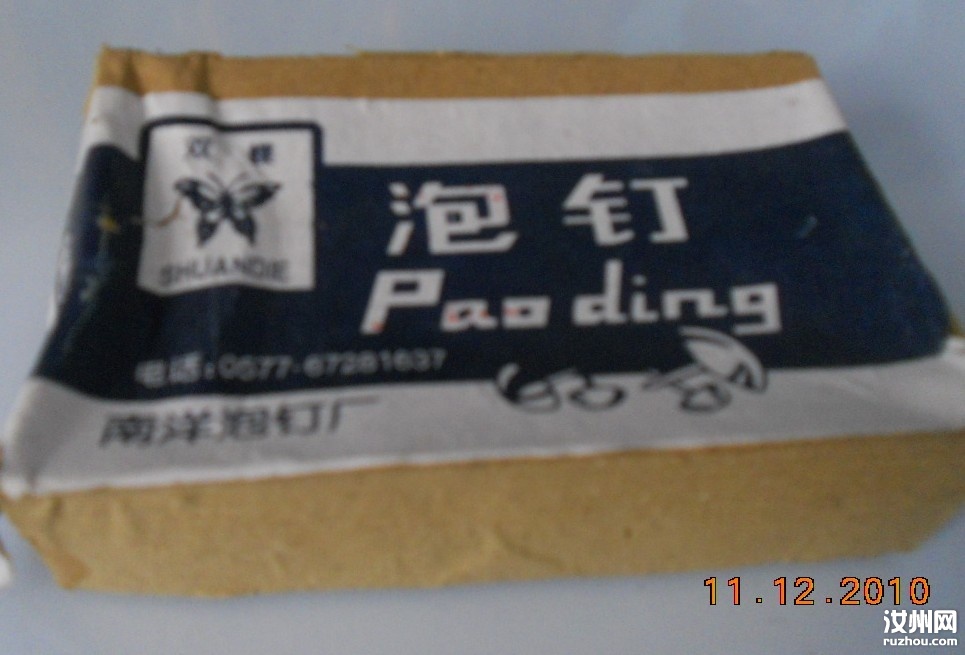 双蝶
SHUANDIE
泡钉
Pao ding
电话:0577-67281637
南洋泡钉厂
11.12.2010
汝州网
ruzhou.com